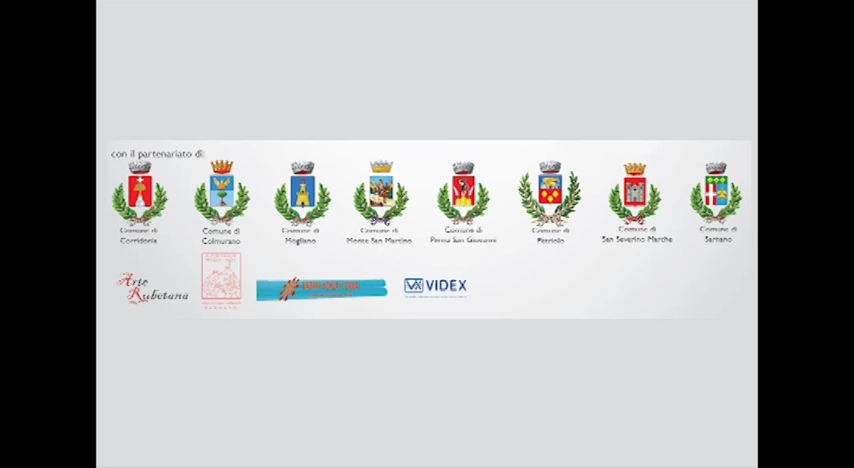 con il partenariato di:
Comune di
Corridonia
Comune di
Colmurano
Comune di
Mogliano
Comune di
Monte San Martino
Comune di
Penna San Giovanni
Comune di
Petriolo
Comune di
San Severino Marche
Comune di
Sarnano
Arte
Rubetana
VIDEX